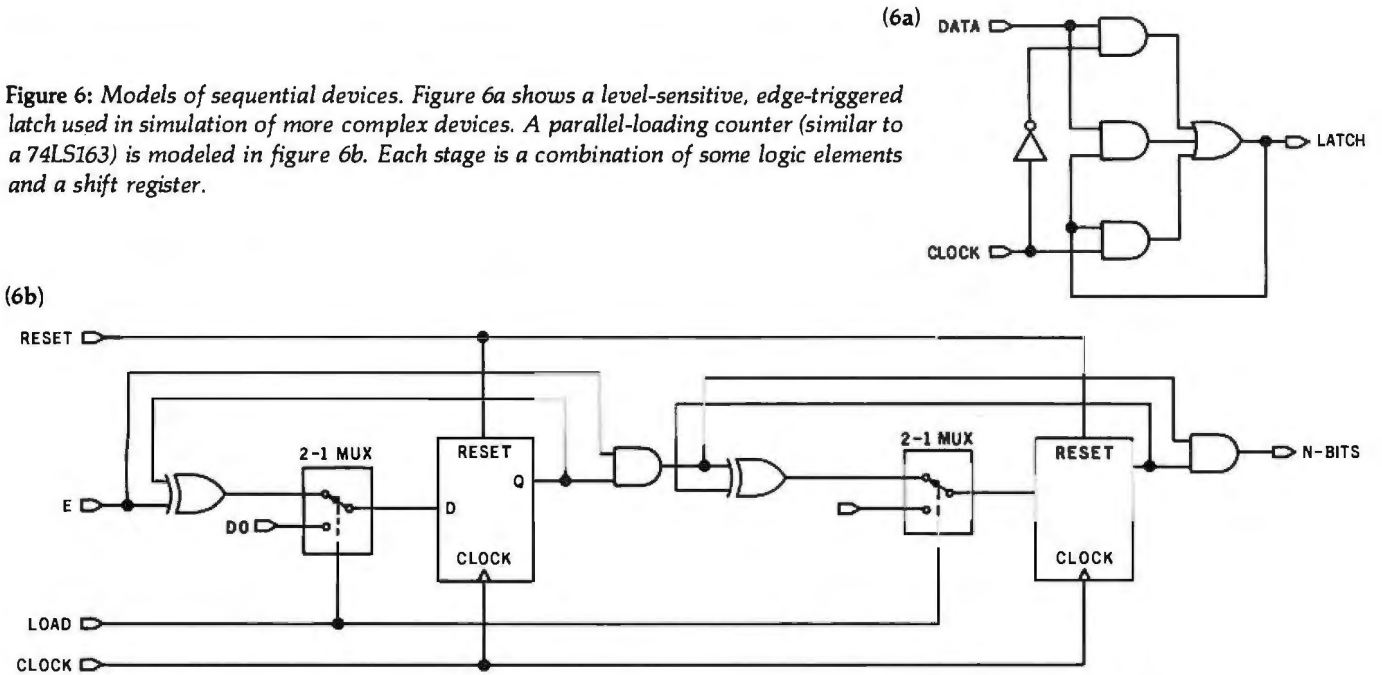 (6a)
DATA
Figure 6: Models of sequential devices. Figure 6a shows a level-sensitive, edge-triggered
latch used in simulation of more complex devices. A parallel-loading counter (similar to
a 74LS163) is modeled in figure 6b. Each stage is a combination of some logic elements
and a shift register.
LATCH
CLOCK
(6b)
RESET
2-1 MUX
RESET
Q
D
CLOCK
E
DO
2-1 MUX
RESET
CLOCK
N-BITS
LOAD
CLOCK